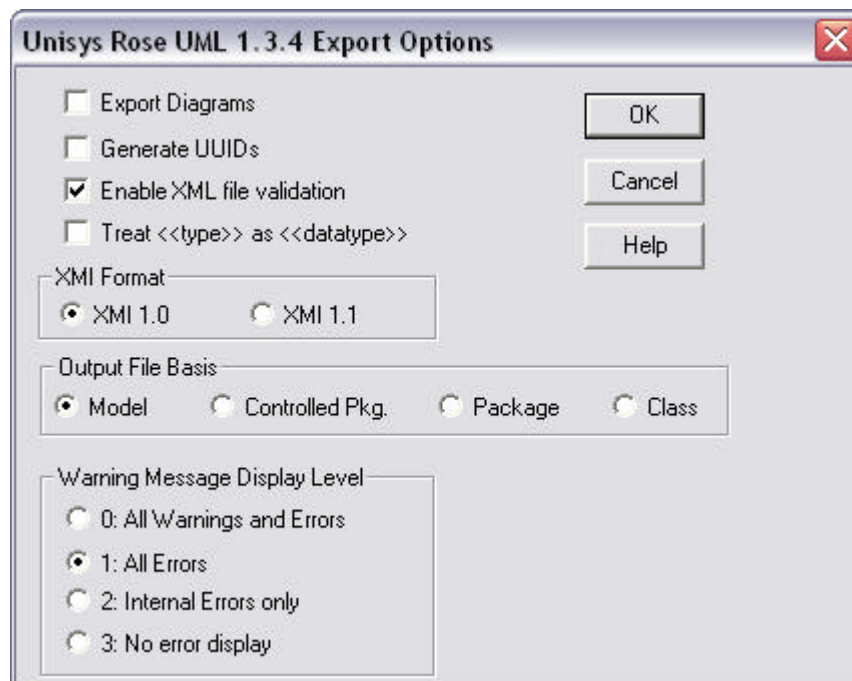 Unisys Rose UML 1.3.4 Export Options
Export Diagrams
OK
Generate UUIDs
Enable XML file validation
Cancel
Treat <<type>> as <<datatype>>
Help
XMI Format
XMI 1.0 XMI 1.1
Output File Basis
Model Controlled Pkg. Package Class
Warning Message Display Level
0: All Warnings and Errors
1: All Errors
2: Internal Errors only
3: No error display